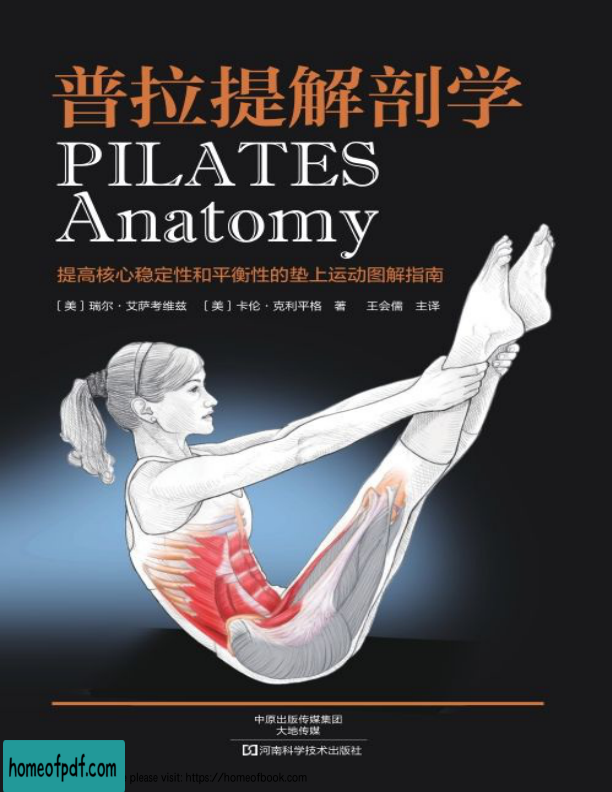 普拉提解剖学
PILATES
Anatomy
提高核心稳定性和平衡性的垫上运动图解指南
［美］瑞尔·艾萨考维兹　［美］卡伦·克利平格　著　王会儒　主译
中原出版传媒集团
大地传媒
河南科学技术出版社
homeofpdf.com
please visit: https://homeofbook.com